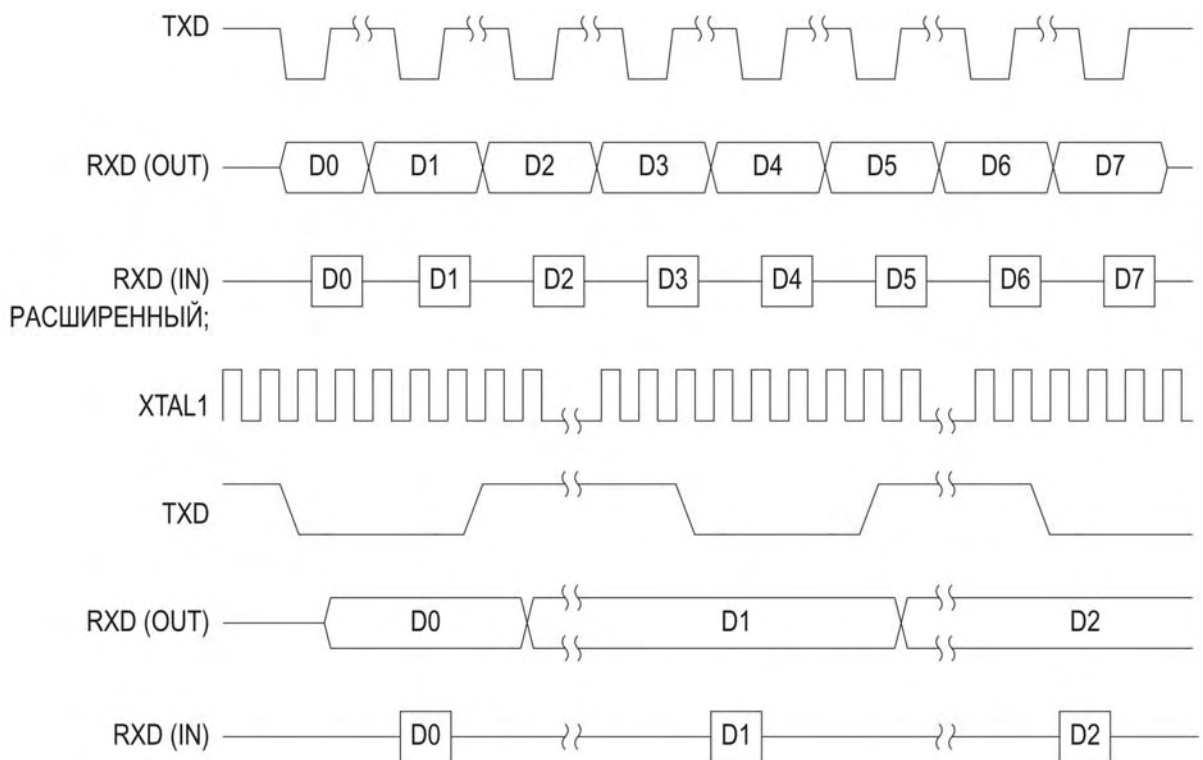 TXD
RXD (OUT) D0 D1 D2 D3 D4 D5 D6 D7
RXD (IN) D0 D1 D2 D3 D4 D5 D6 D7
РАСШИРЕННЫЙ;
XTAL1
TXD
RXD (OUT) D0 D1 D2
RXD (IN) D0 D1 D2